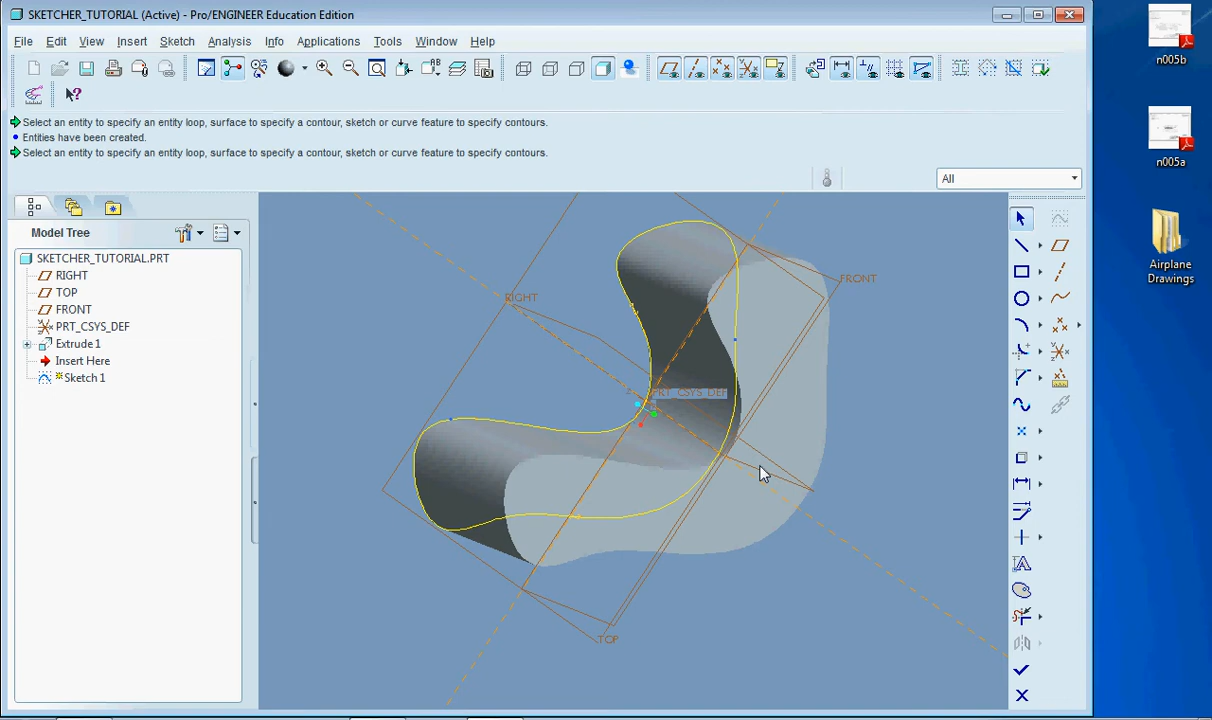 SKETCHER_TUTORIAL (Active) - Pro/ENGINEER Education Edition
File Edit View Insert Sketch Analysis Info Applications Tools Window Help
Select an entity to specify an entity loop, surface to specify a contour, sketch or curve feature to specify contours.
Entities have been created.
Select an entity to specify an entity loop, surface to specify a contour, sketch or curve feature to specify contours.
All
Model Tree
SKETCHER_TUTORIAL.PRT
RIGHT
TOP
FRONT
PRT_CSYS_DEF
Extrude 1
Insert Here
Sketch 1
FRONT
RIGHT
PRT_CSYS_DEF
TOP
n005b
n005a
Airplane
Drawings